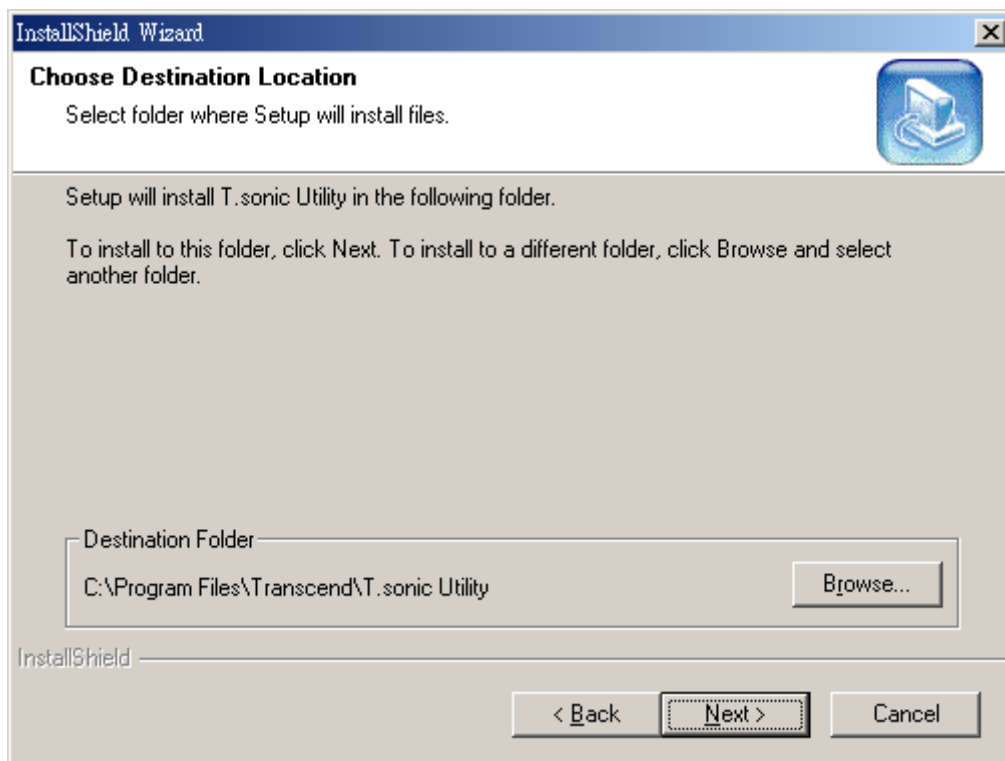 InstallShield Wizard
Choose Destination Location
Select folder where Setup will install files.
Setup will install T.sonic Utility in the following folder.
To install to this folder, click Next. To install to a different folder, click Browse and select
another folder.
Destination Folder
C:\Program Files\Transcend\T.sonic Utility
Browse...
InstallShield
< Back
Next >
Cancel